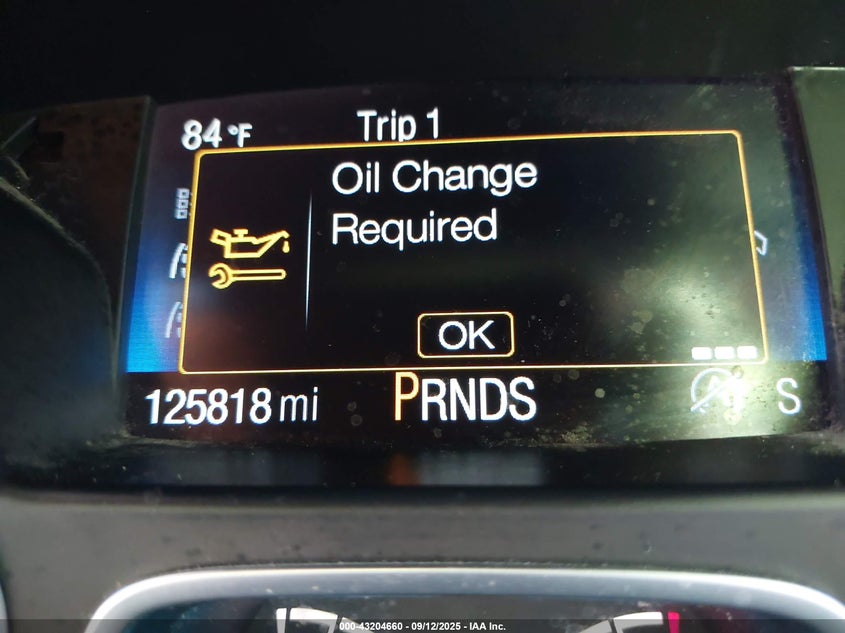 84 °F Trip 1
Oil Change
Required
OK
125818 mi PRNDS S
000-43204660 - 09/12/2025 - IAA Inc.